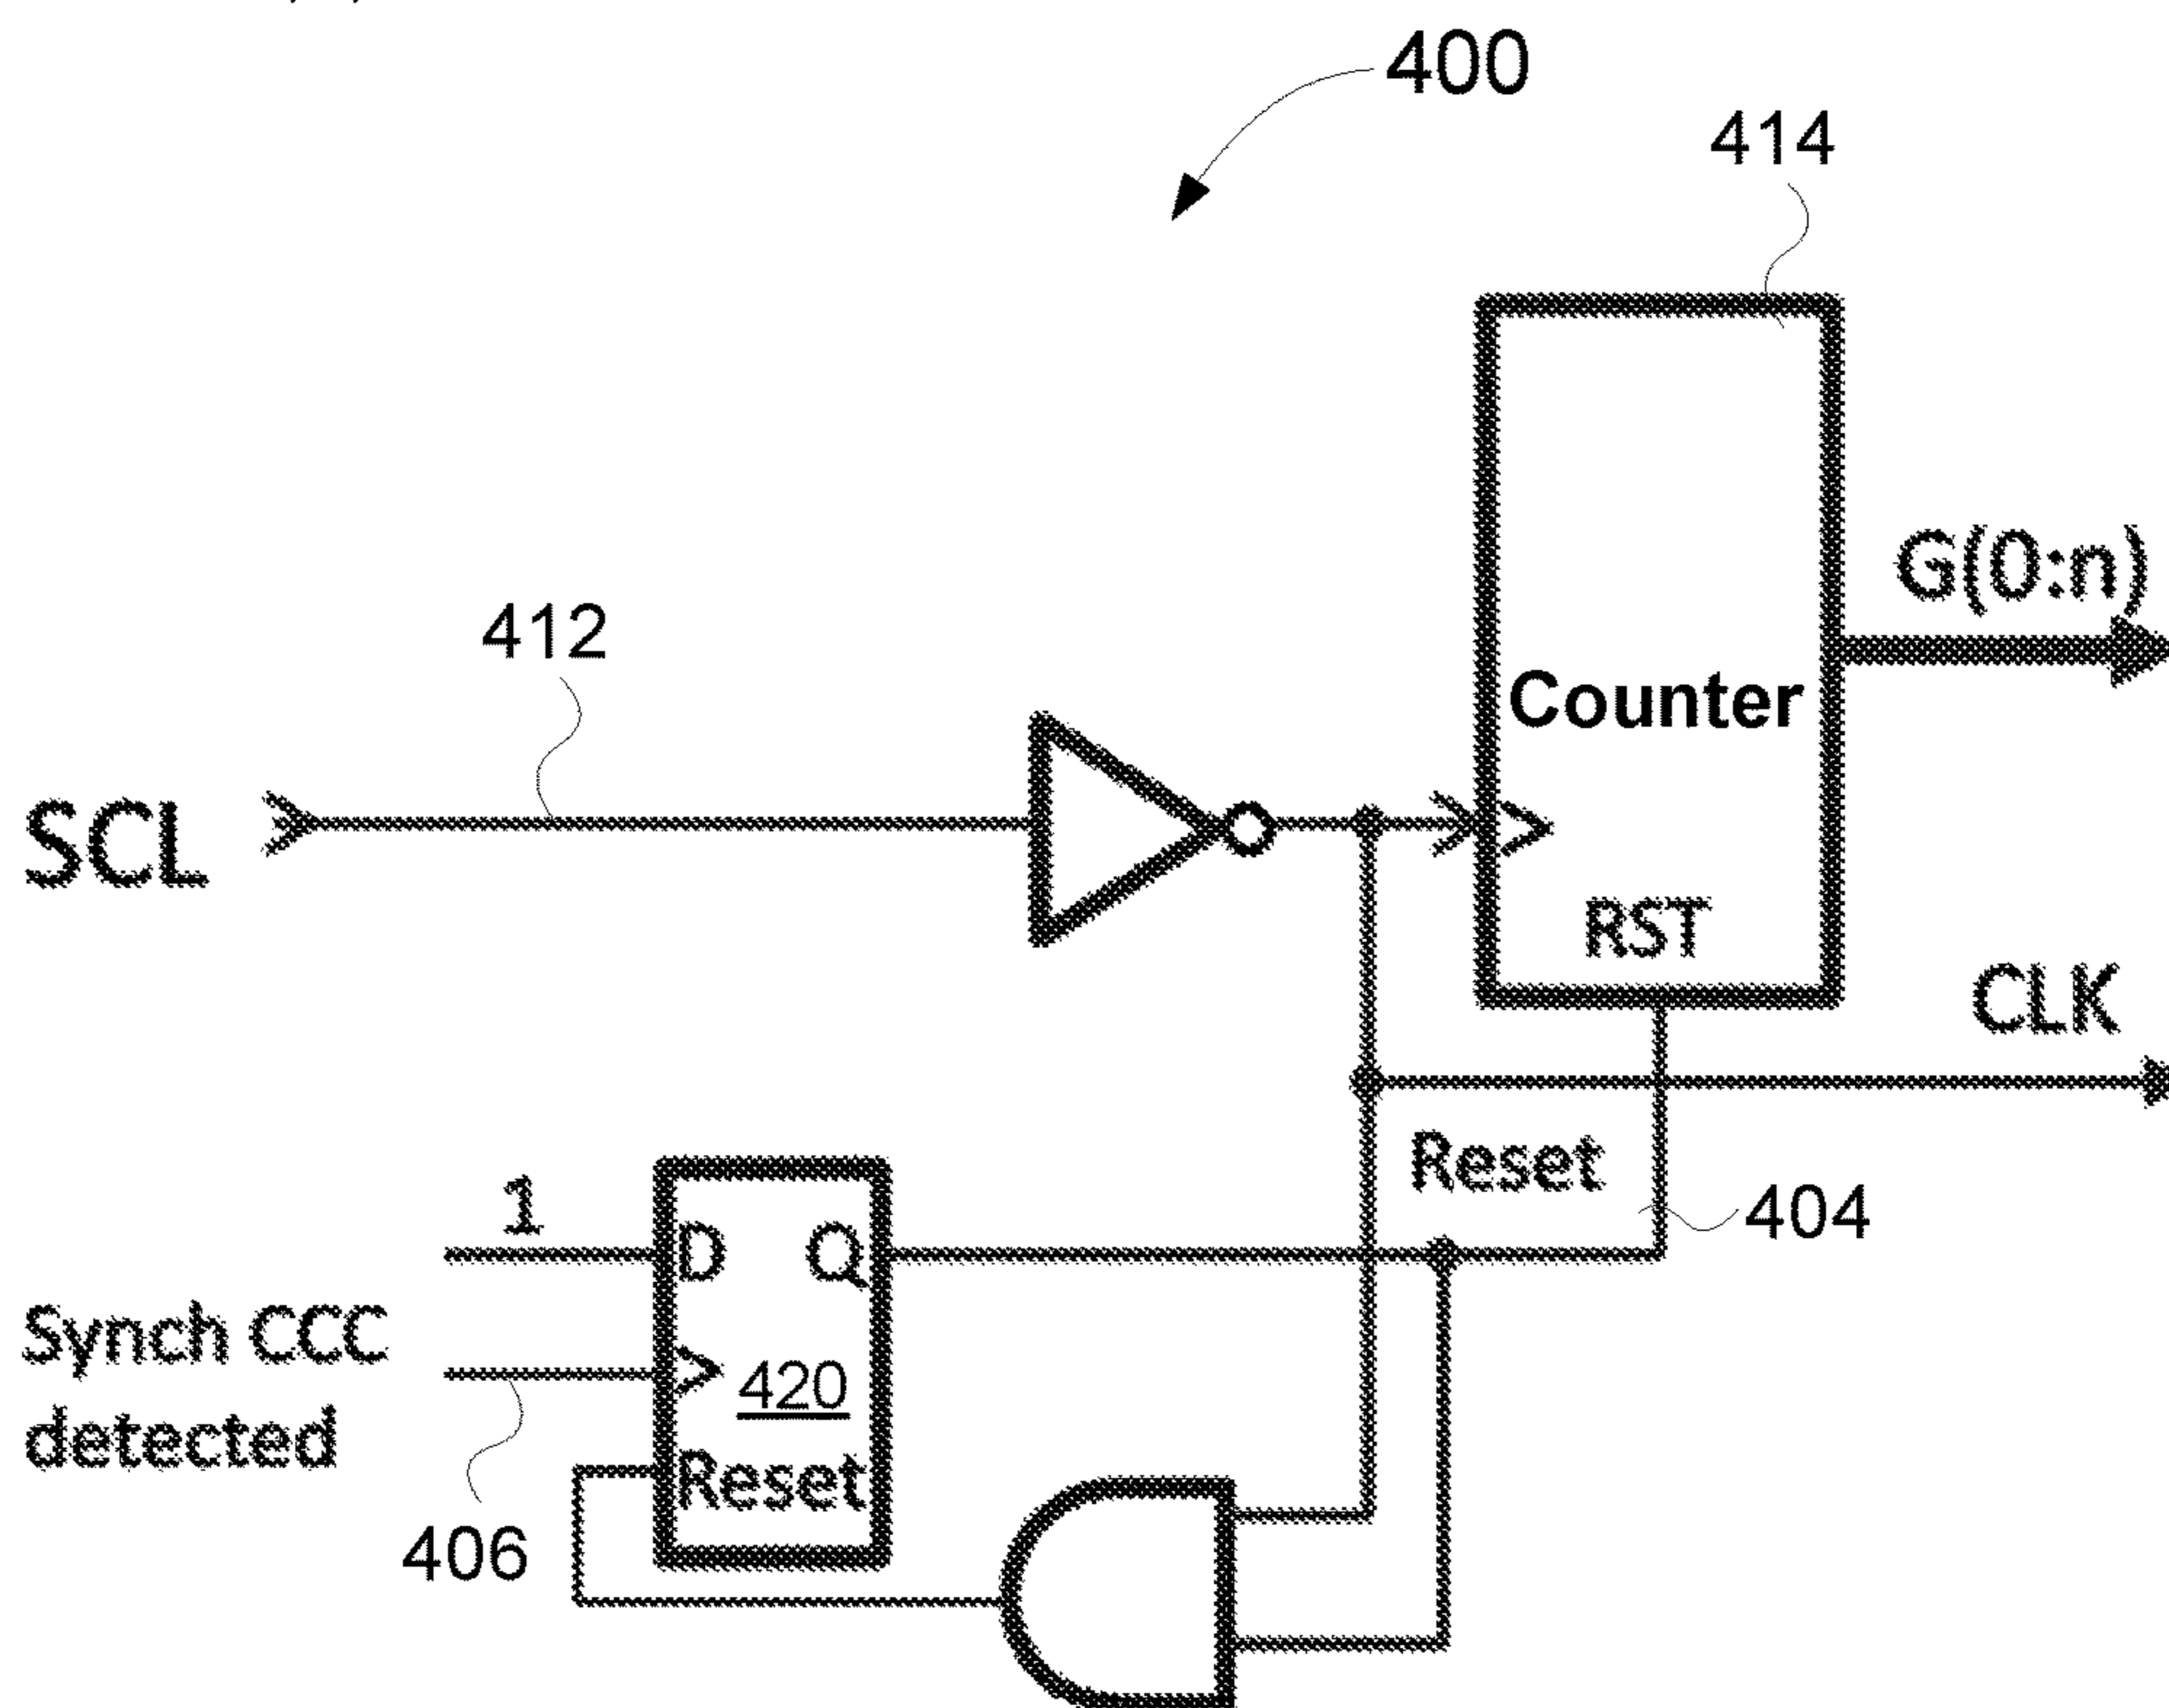 400
414
G(0:n)
412
Counter
SCL
RST
CLK
1
Reset
404
D Q
Synch CCC
detected
420
Reset
406